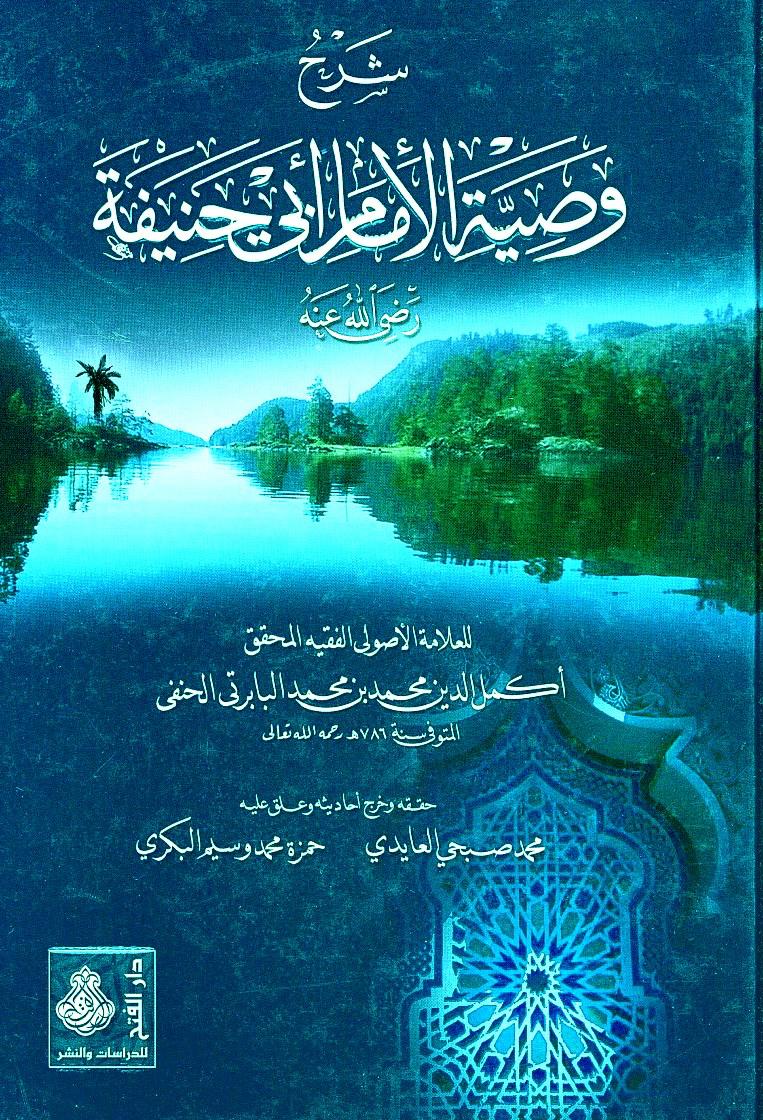 شرح
وصية الإمام أبي حنيفة
رضي الله عنه
للعلامة الأصولي الفقيه المحقق
أكمل الدين محمد بن محمد البابرتي الحنفي
المتوفى سنة ٧٨٦هـ رحمه الله تعالى
حققه وخرج أحاديثه وعلق عليه
محمد صبحي العايدي حمزة محمد وسيم البكري
دار الفتح
للدراسات والنشر